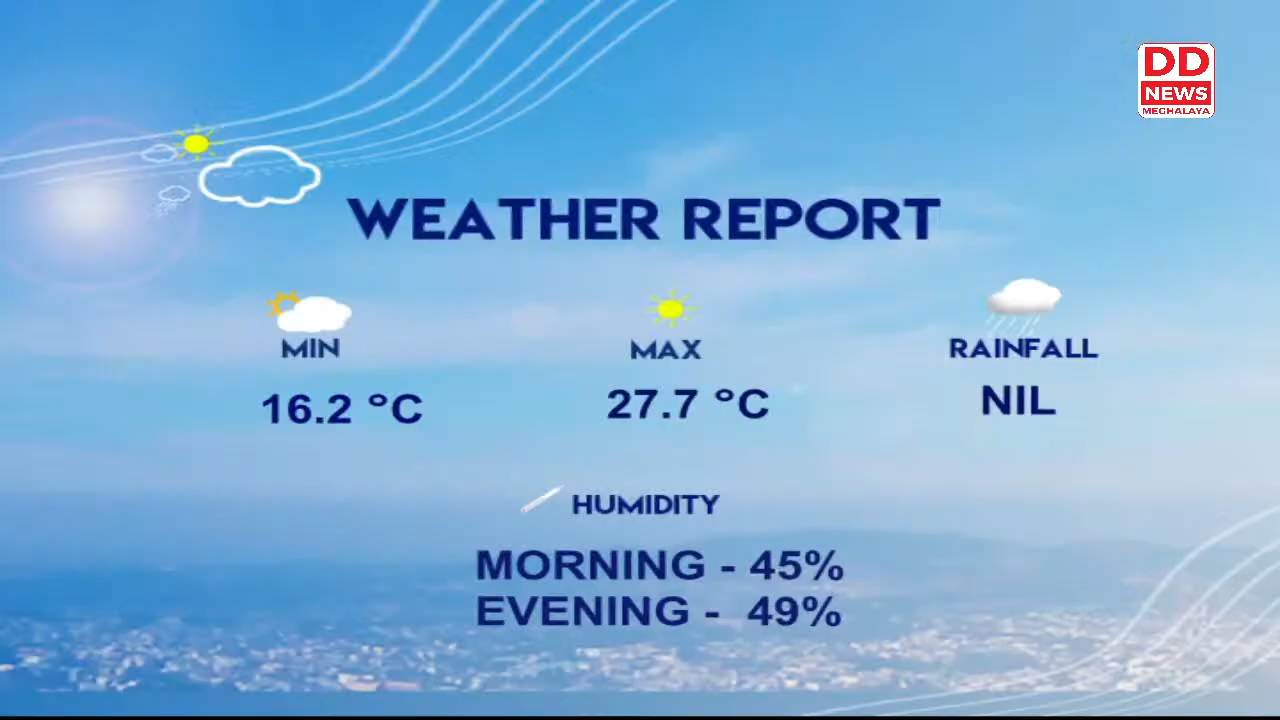 DD
NEWS
MEGHALAYA
WEATHER REPORT
MIN
MAX
RAINFALL
16.2 °C
27.7 °C
NIL
HUMIDITY
MORNING - 45%
EVENING - 49%